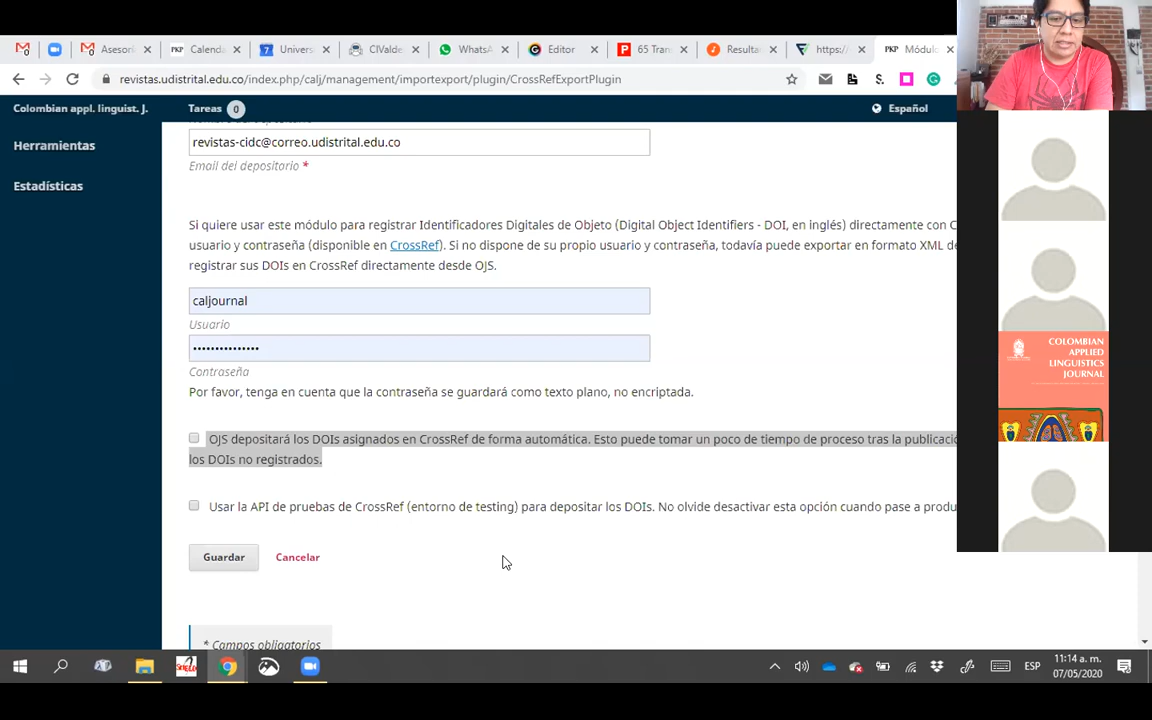 Asesorí
PKP Calenda
7 Univers
CIValde
WhatsA
Editor
65 Tran
Resulta
https:/
Módulo
revistas.udistrital.edu.co/index.php/calj/management/importexport/plugin/CrossRefExportPlugin
Colombian appl. linguist. J.
Tareas 0
Español
Herramientas
Estadísticas
revistas-cidc@correo.udistrital.edu.co
Email del depositario *
Si quiere usar este módulo para registrar Identificadores Digitales de Objeto (Digital Object Identifiers - DOI, en inglés) directamente con C
usuario y contraseña (disponible en CrossRef). Si no dispone de su propio usuario y contraseña, todavía puede exportar en formato XML de
registrar sus DOIs en CrossRef directamente desde OJS.
caljournal
Usuario
•••••••••••••••
Contraseña
Por favor, tenga en cuenta que la contraseña se guardará como texto plano, no encriptada.
OJS depositará los DOIs asignados en CrossRef de forma automática. Esto puede tomar un poco de tiempo de proceso tras la publicació
los DOIs no registrados.
Usar la API de pruebas de CrossRef (entorno de testing) para depositar los DOIs. No olvide desactivar esta opción cuando pase a produ
Guardar
Cancelar
* Campos obligatorios
COLOMBIAN
APPLIED
LINGUISTICS
JOURNAL
ESP
11:14 a. m.
07/05/2020